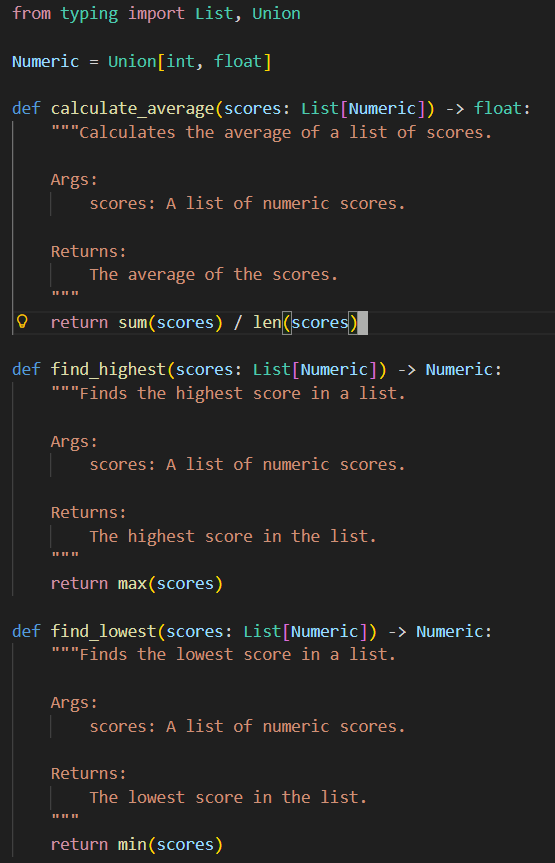 from typing import List, Union
Numeric = Union[int, float]
def calculate_average(scores: List[Numeric]) -> float:
    """Calculates the average of a list of scores.
    Args:
        scores: A list of numeric scores.
    Returns:
        The average of the scores.
    """
    return sum(scores) / len(scores)
def find_highest(scores: List[Numeric]) -> Numeric:
    """Finds the highest score in a list.
    Args:
        scores: A list of numeric scores.
    Returns:
        The highest score in the list.
    """
    return max(scores)
def find_lowest(scores: List[Numeric]) -> Numeric:
    """Finds the lowest score in a list.
    Args:
        scores: A list of numeric scores.
    Returns:
        The lowest score in the list.
    """
    return min(scores)